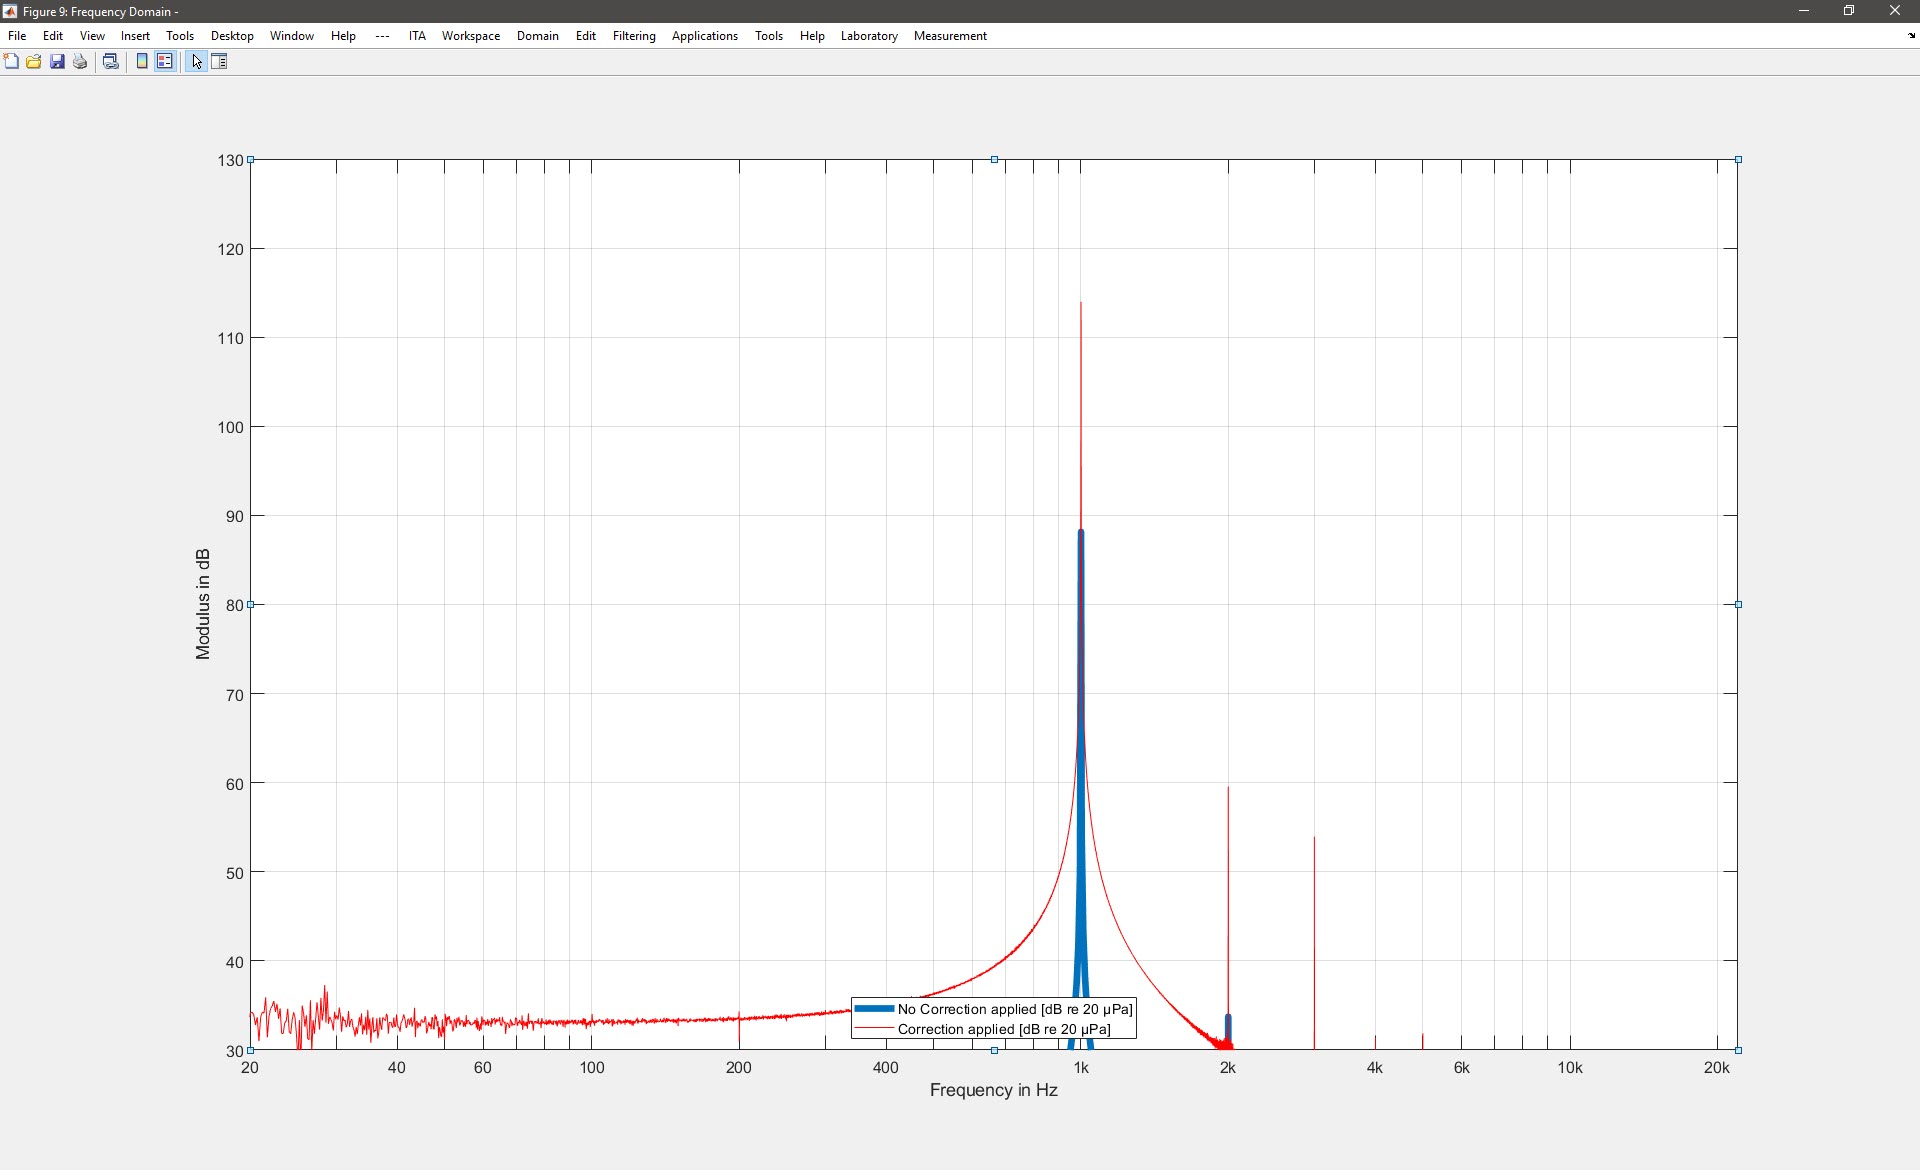 Figure 9: Frequency Domain -
File Edit View Insert Tools Desktop Window Help --- ITA Workspace Domain Edit Filtering Applications Tools Help Laboratory Measurement
130
120
110
100
90
80
70
60
50
40
30
Modulus in dB
No Correction applied [dB re 20 µPa]
Correction applied [dB re 20 µPa]
20 40 60 100 200 400 1k 2k 4k 6k 10k 20k
Frequency in Hz